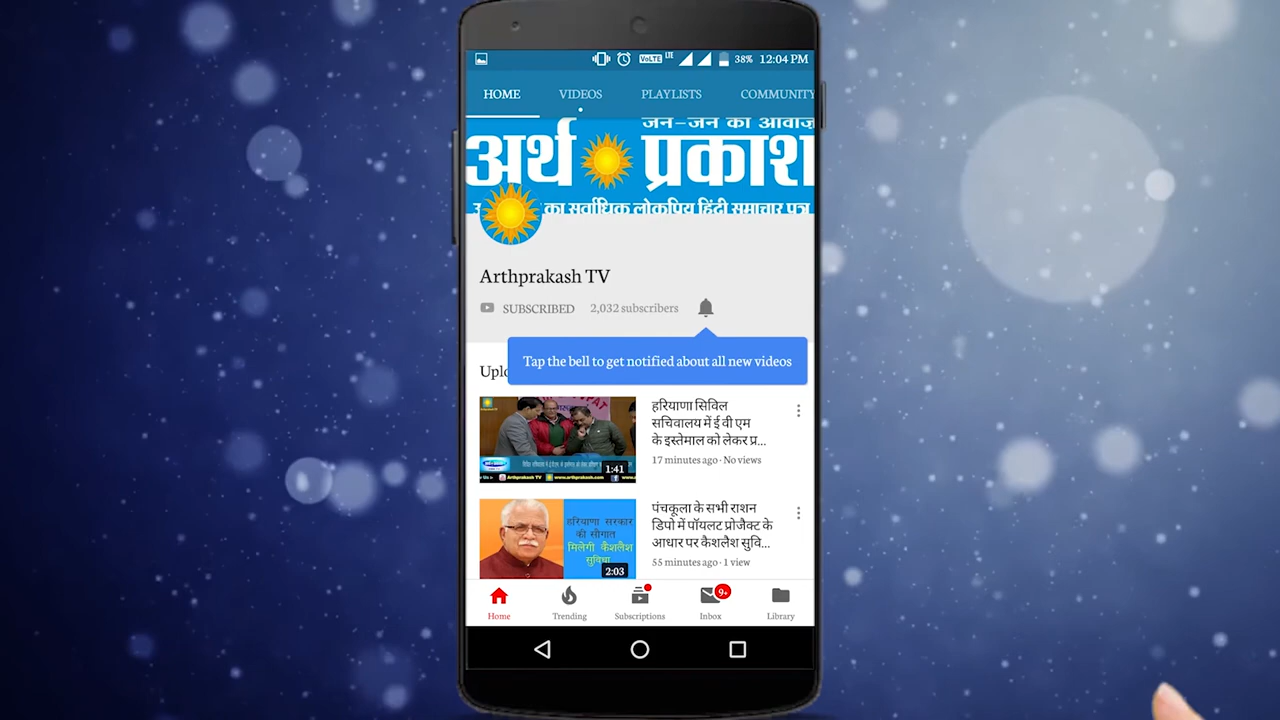 VoLTE LTE 38% 12:04 PM
HOME VIDEOS PLAYLISTS COMMUNITY
जन-जन की आवाज़
अर्थ प्रकाश
का सर्वाधिक लोकप्रिय हिंदी समाचार पत्र
Arthprakash TV
SUBSCRIBED 2,032 subscribers
Tap the bell to get notified about all new videos
हरियाणा सिविल
सचिवालय में ई वी एम
के इस्तेमाल को लेकर प्र...
17 minutes ago · No views
1:41
Arthprakash TV www.arthprakash.com
पंचकूला के सभी राशन
डिपो में पॉयलट प्रोजैक्ट के
आधार पर कैशलैश सुवि...
55 minutes ago · 1 view
हरियाणा सरकार
की सौगात
मिलेगी कैशलैश
सुविधा
2:03
9+
Home Trending Subscriptions Inbox Library